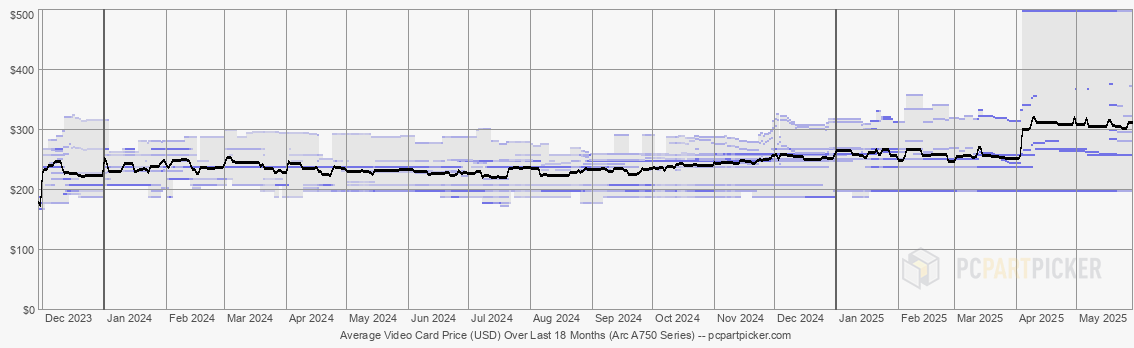 $500
$400
$300
$200
$100
$0
PCPARTPICKER
Dec 2023 Jan 2024 Feb 2024 Mar 2024 Apr 2024 May 2024 Jun 2024 Jul 2024 Aug 2024 Sep 2024 Oct 2024 Nov 2024 Dec 2024 Jan 2025 Feb 2025 Mar 2025 Apr 2025 May 2025
Average Video Card Price (USD) Over Last 18 Months (Arc A750 Series) -- pcpartpicker.com